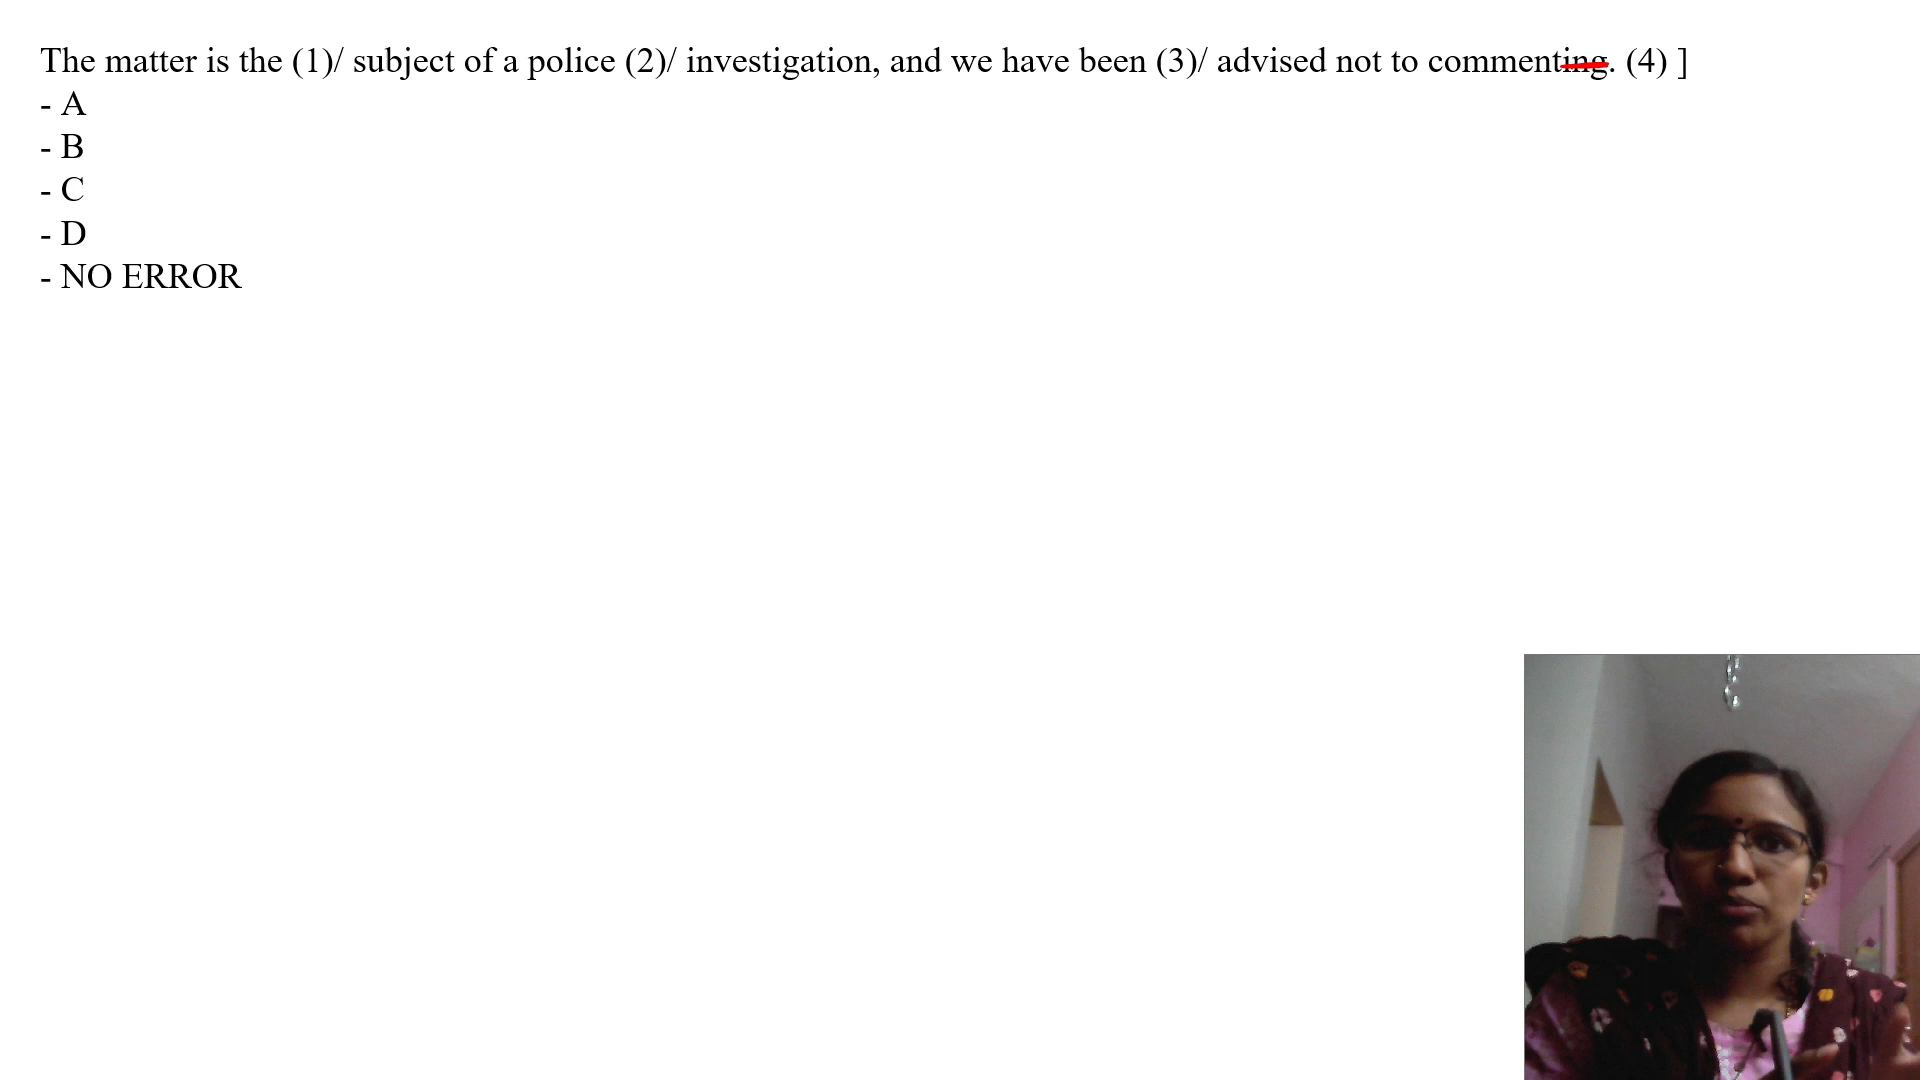 The matter is the (1)/ subject of a police (2)/ investigation, and we have been (3)/ advised not to commenting. (4) ]
- A
- B
- C
- D
- NO ERROR